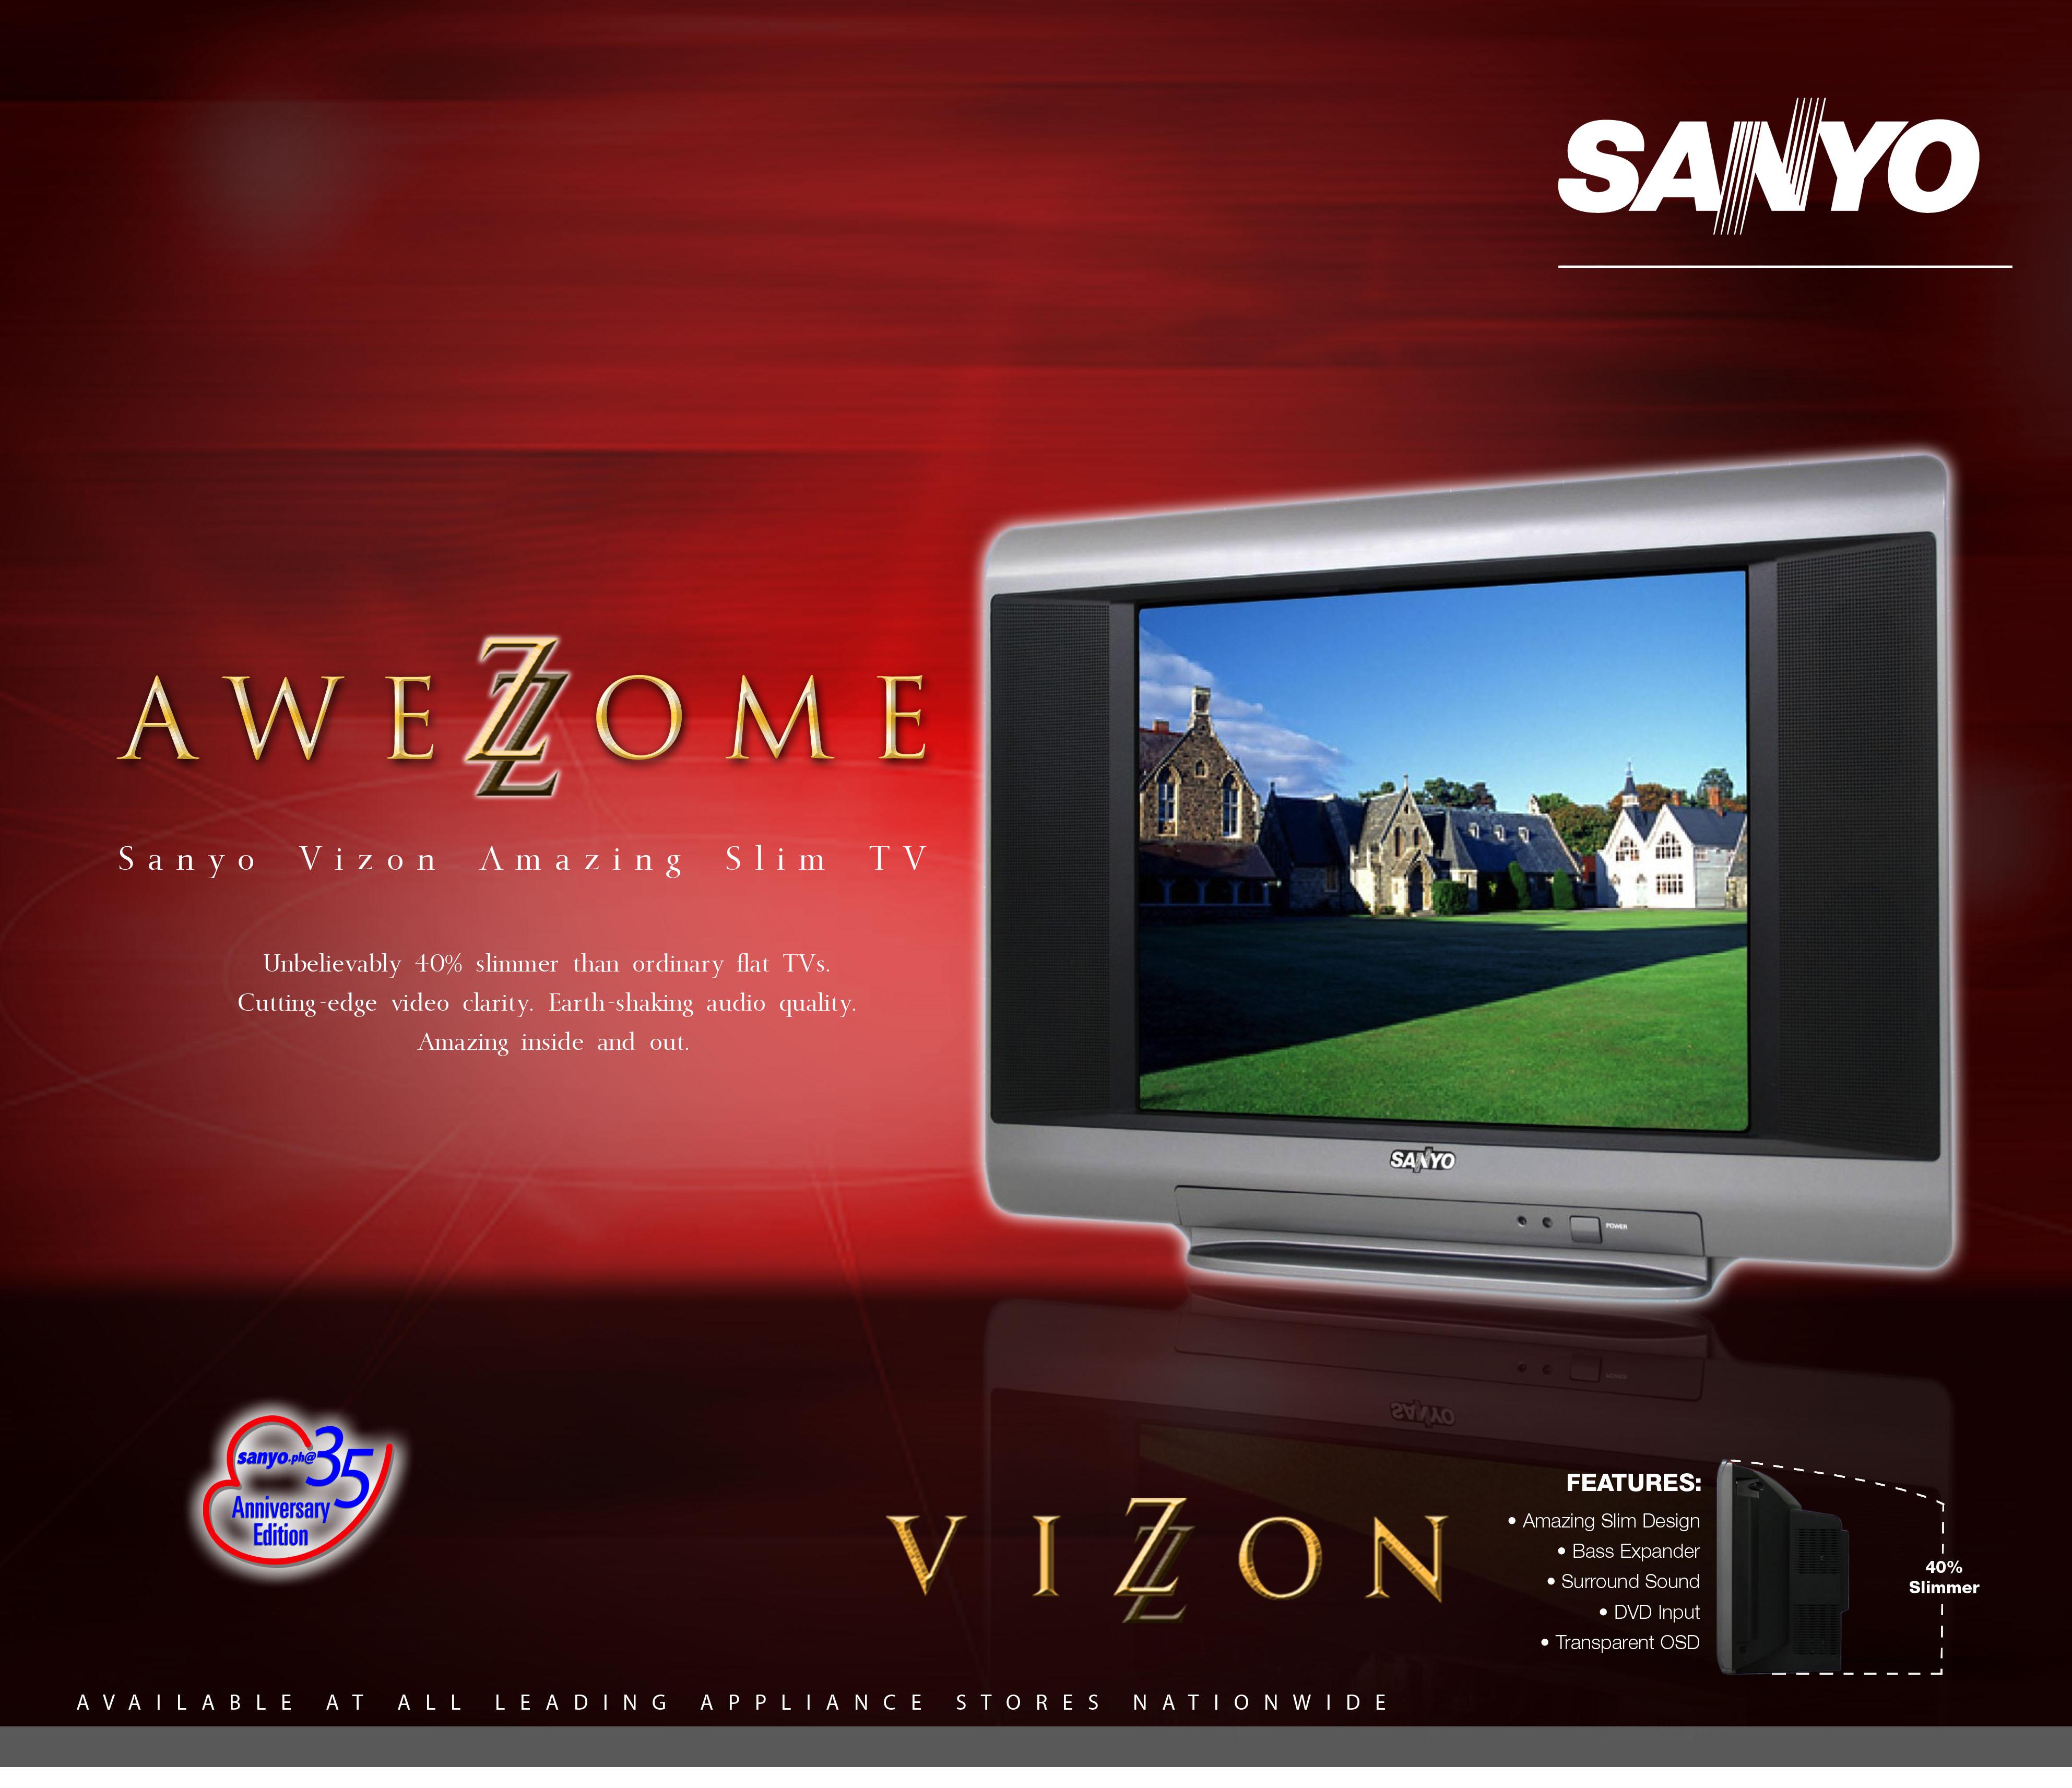 SANYO
AWEZOME
Sanyo Vizon Amazing Slim TV
Unbelievably 40% slimmer than ordinary flat TVs.
Cutting-edge video clarity. Earth-shaking audio quality.
Amazing inside and out.
SANYO
POWER
sanyo.ph@35
Anniversary
Edition
VIZON
FEATURES:
• Amazing Slim Design
• Bass Expander
• Surround Sound
• DVD Input
• Transparent OSD
40%
Slimmer
AVAILABLE AT ALL LEADING APPLIANCE STORES NATIONWIDE